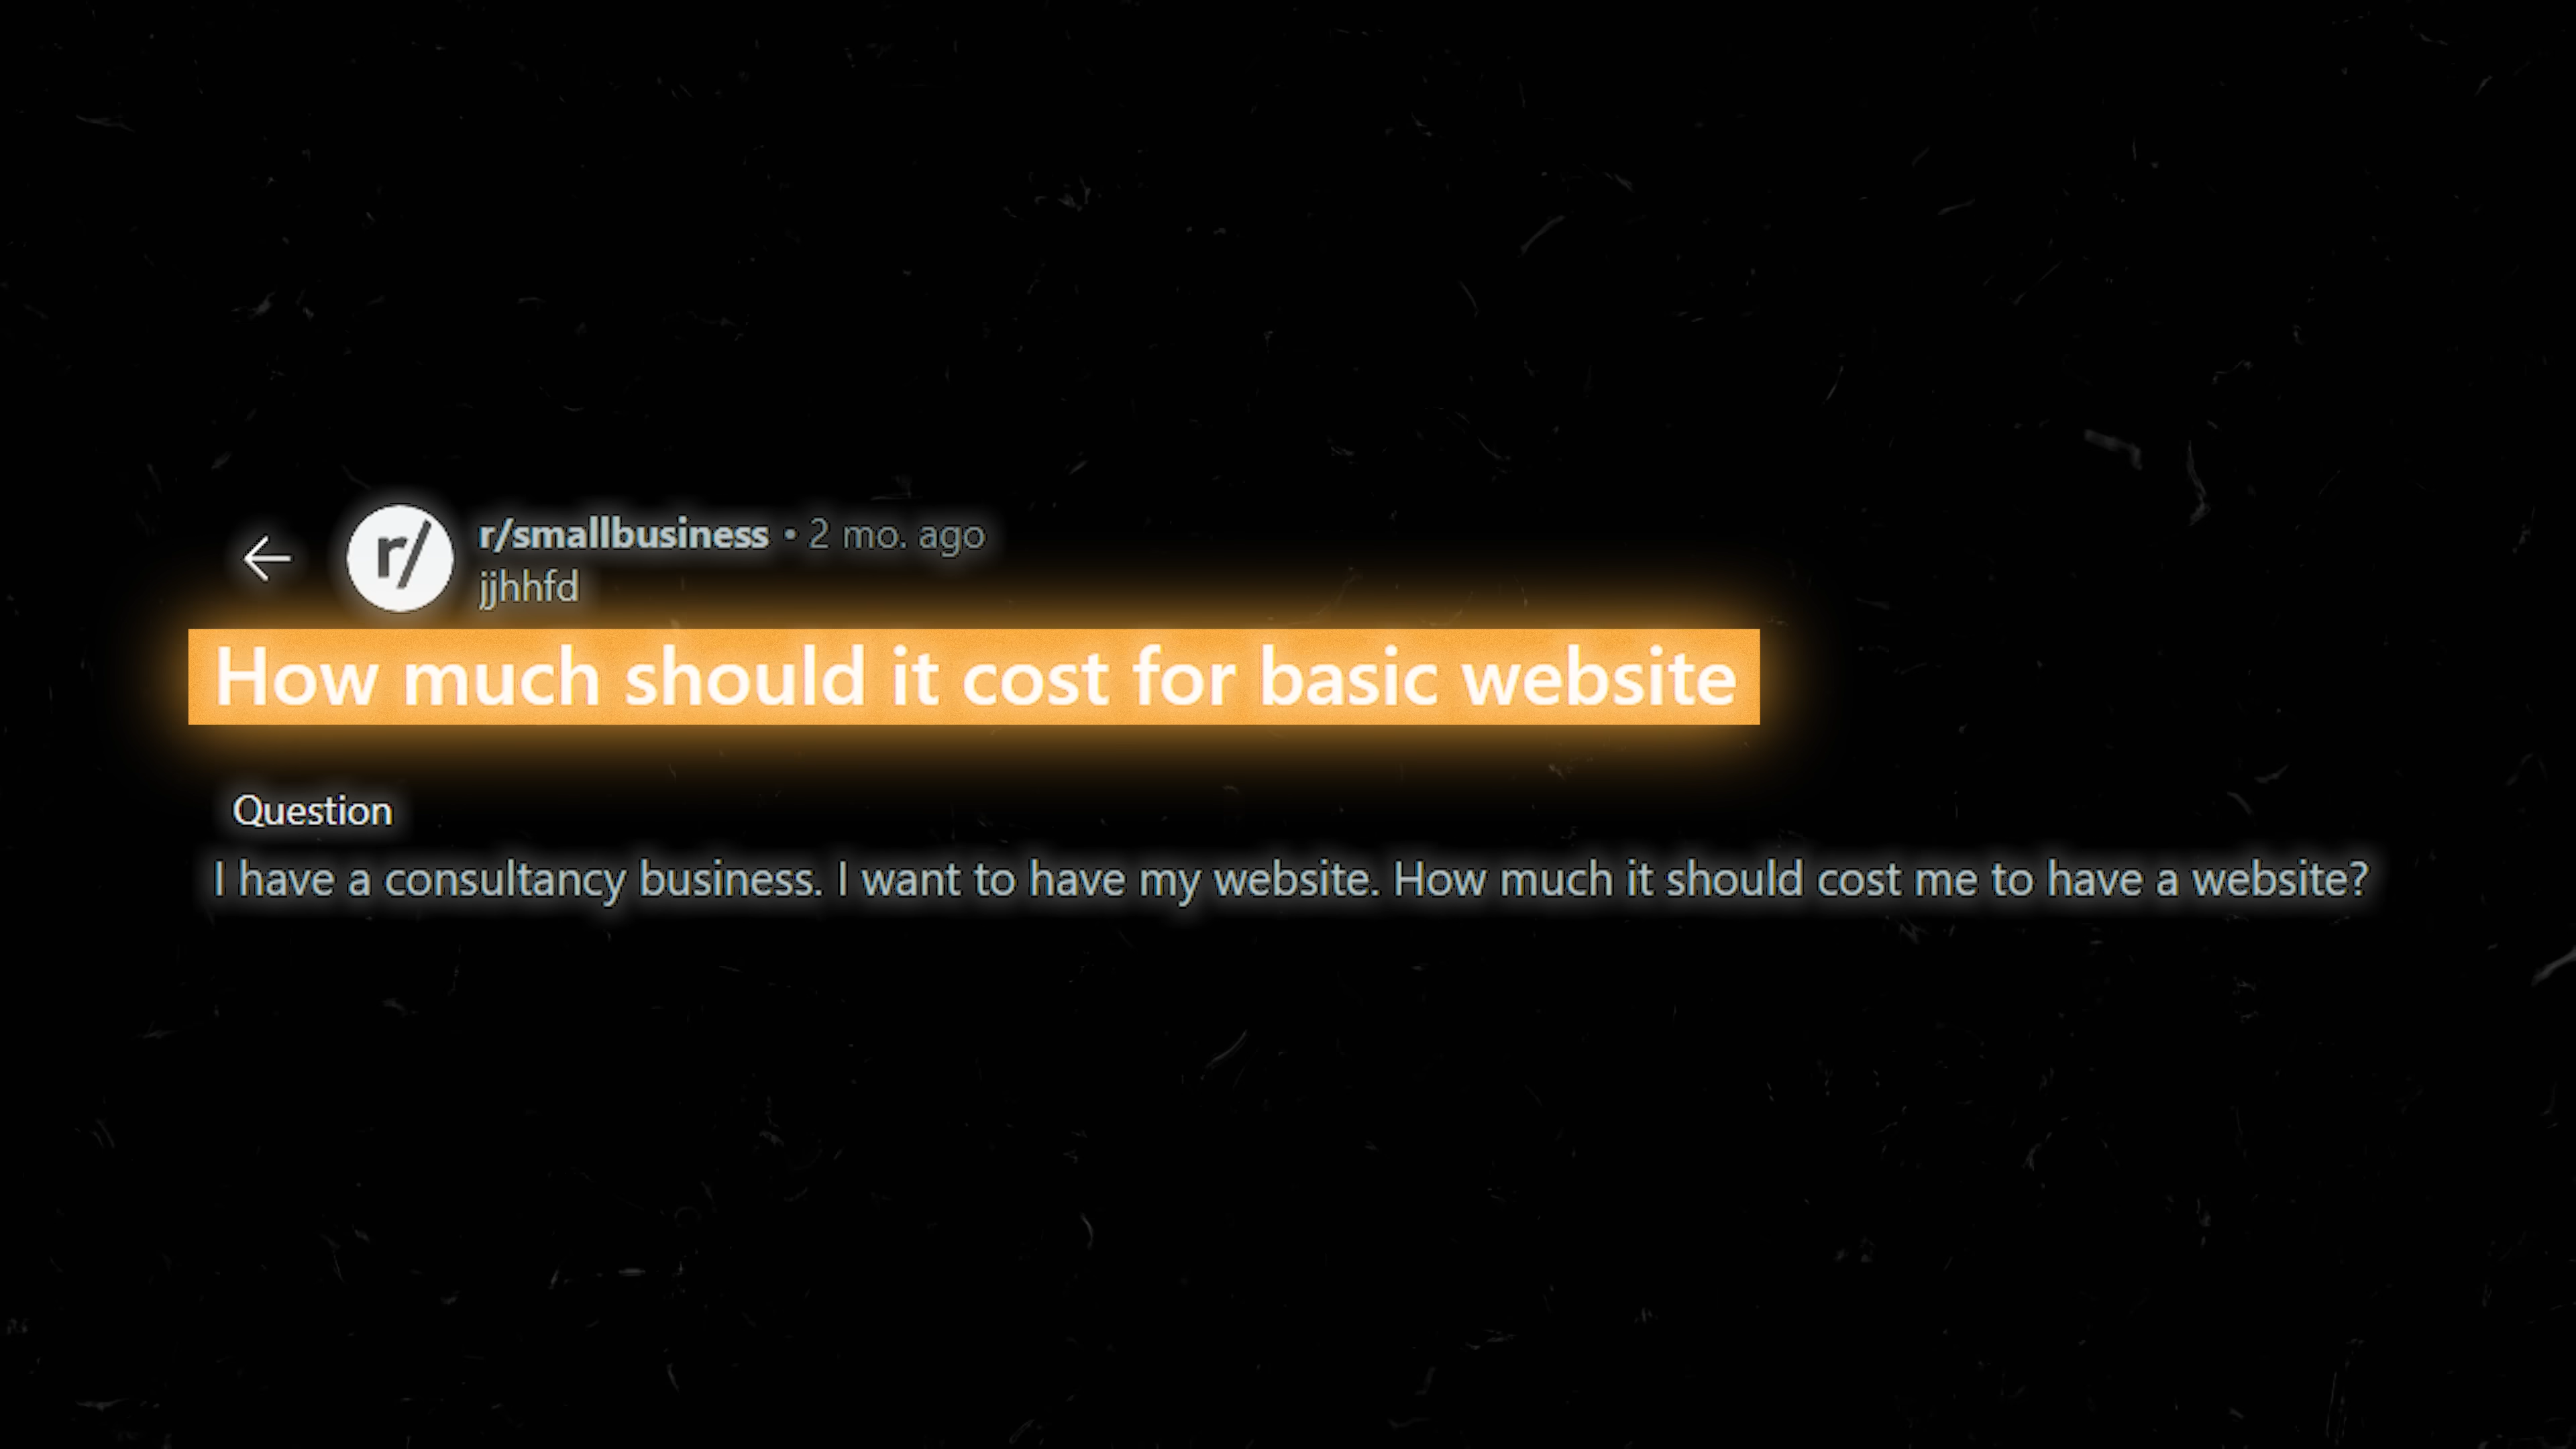 r/
r/smallbusiness • 2 mo. ago
jjhhfd
How much should it cost for basic website
Question
I have a consultancy business. I want to have my website. How much it should cost me to have a website?